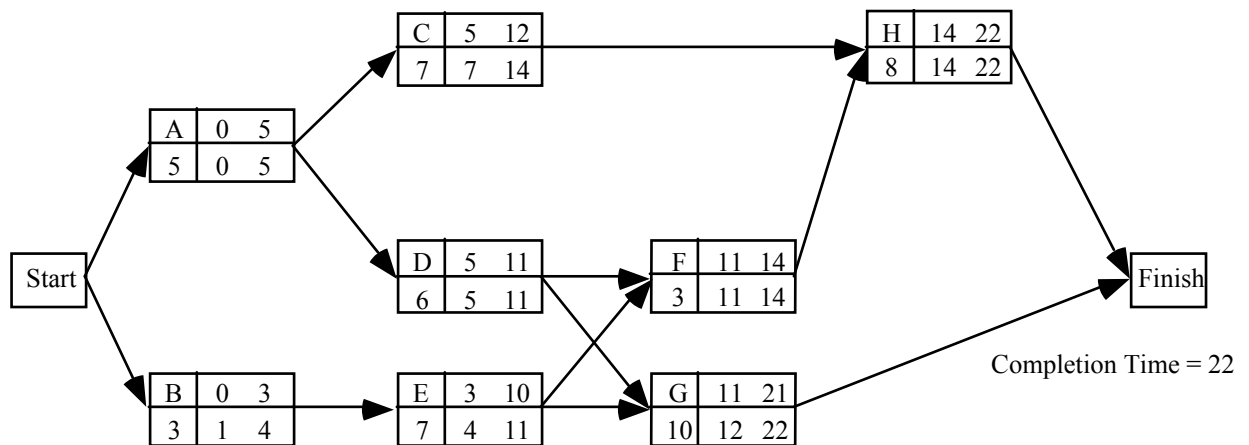 C 5 12
7 7 14
H 14 22
8 14 22
A 0 5
5 0 5
Start
D 5 11
6 5 11
F 11 14
3 11 14
Finish
Completion Time = 22
B 0 3
3 1 4
E 3 10
7 4 11
G 11 21
10 12 22